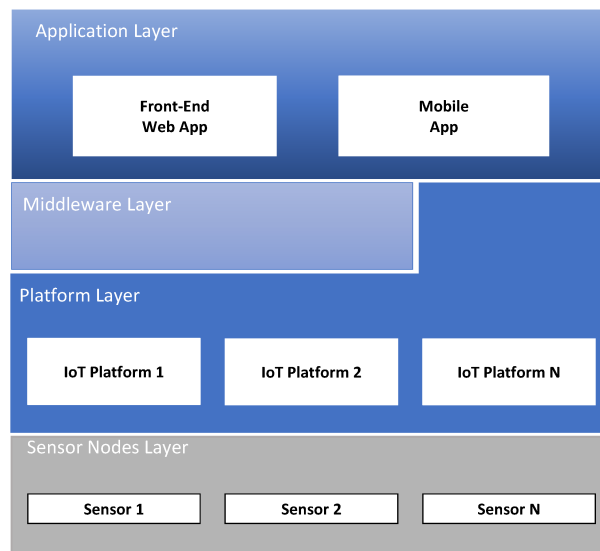 Application Layer
Front-End
Web App
Mobile
App
Middleware Layer
Platform Layer
IoT Platform 1
IoT Platform 2
IoT Platform N
Sensor Nodes Layer
Sensor 1
Sensor 2
Sensor N